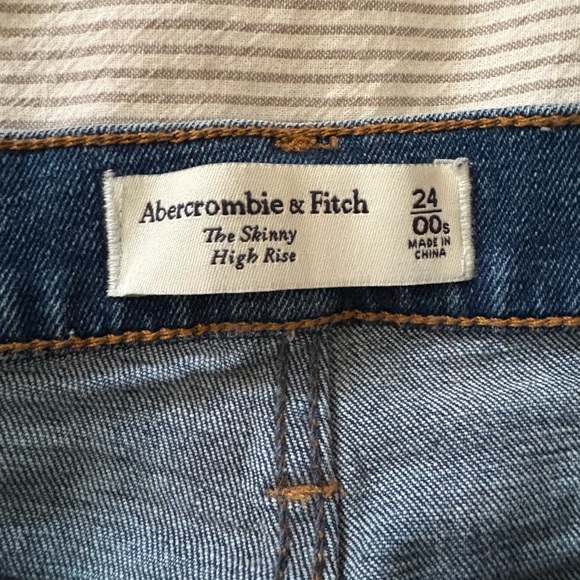 Abercrombie & Fitch
The Skinny
High Rise
24
00s
MADE IN
CHINA